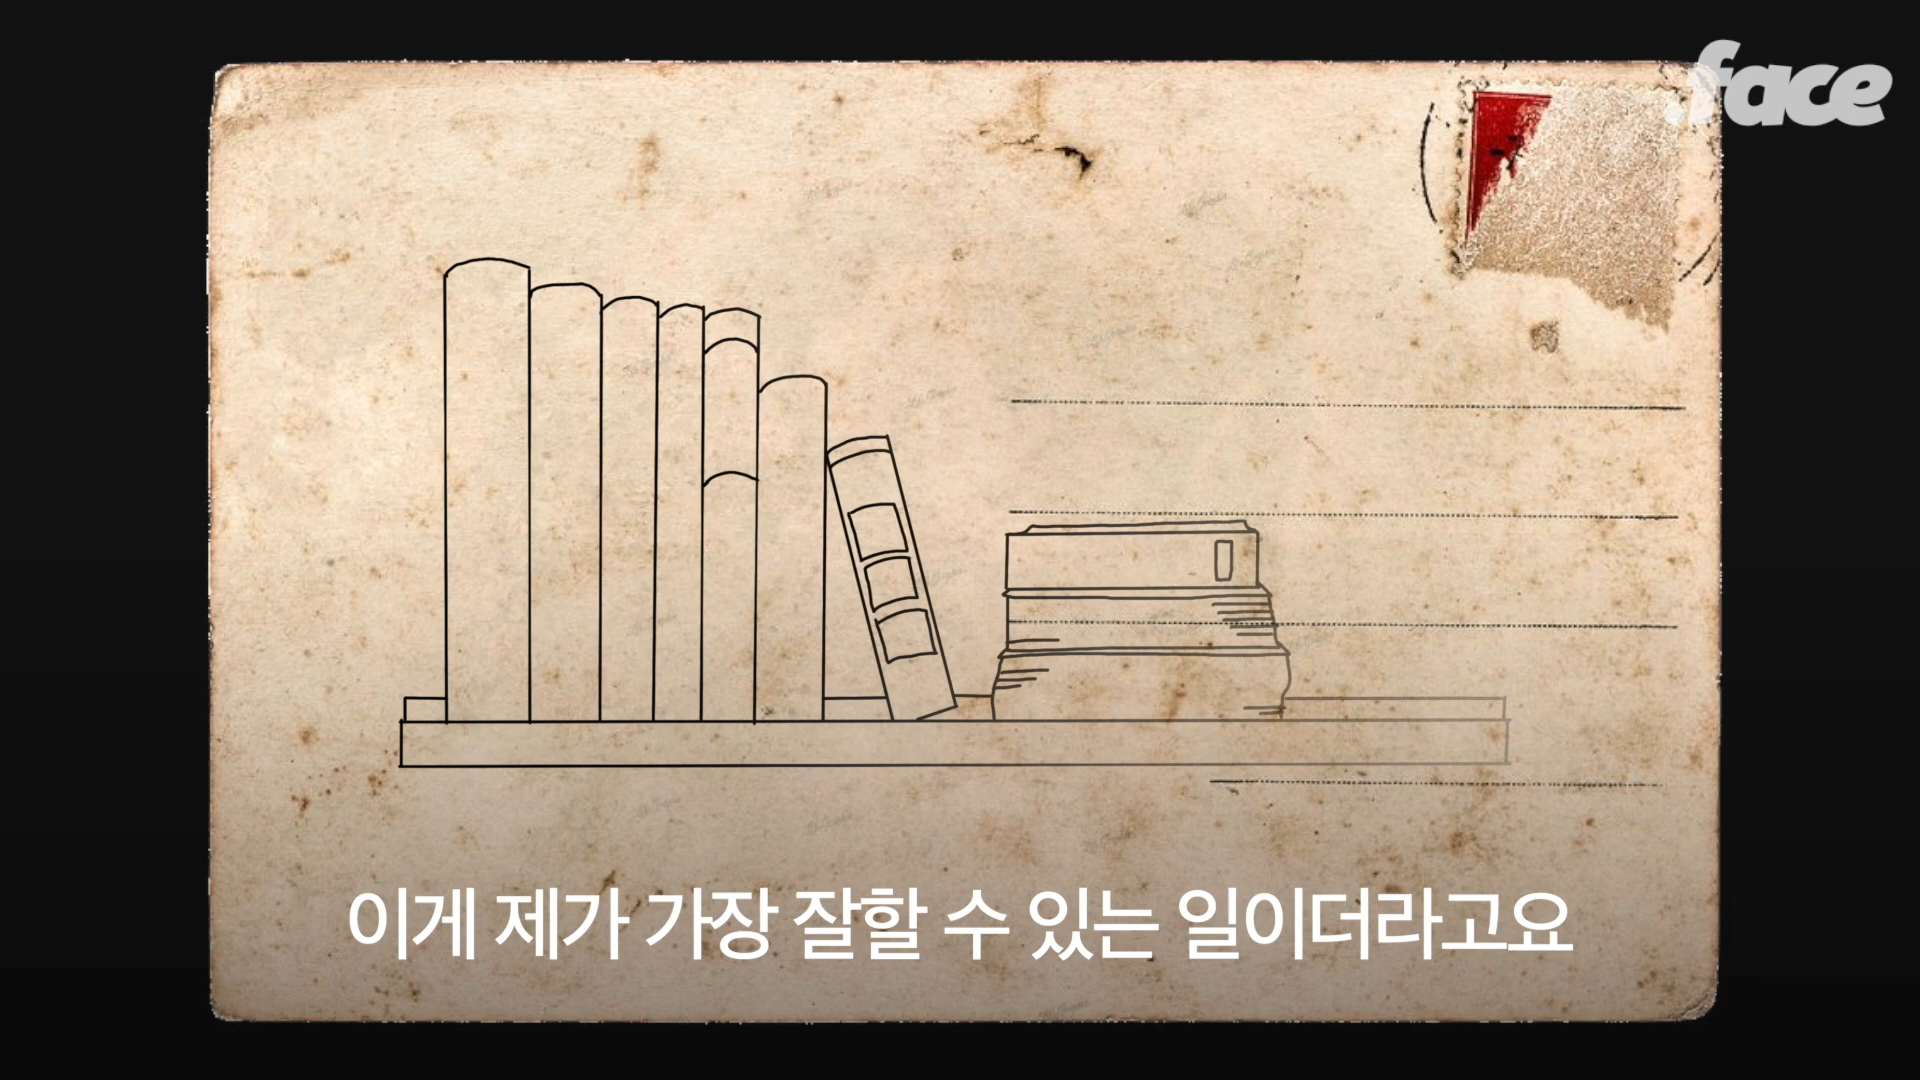 .face
이게 제가 가장 잘할 수 있는 일이더라고요